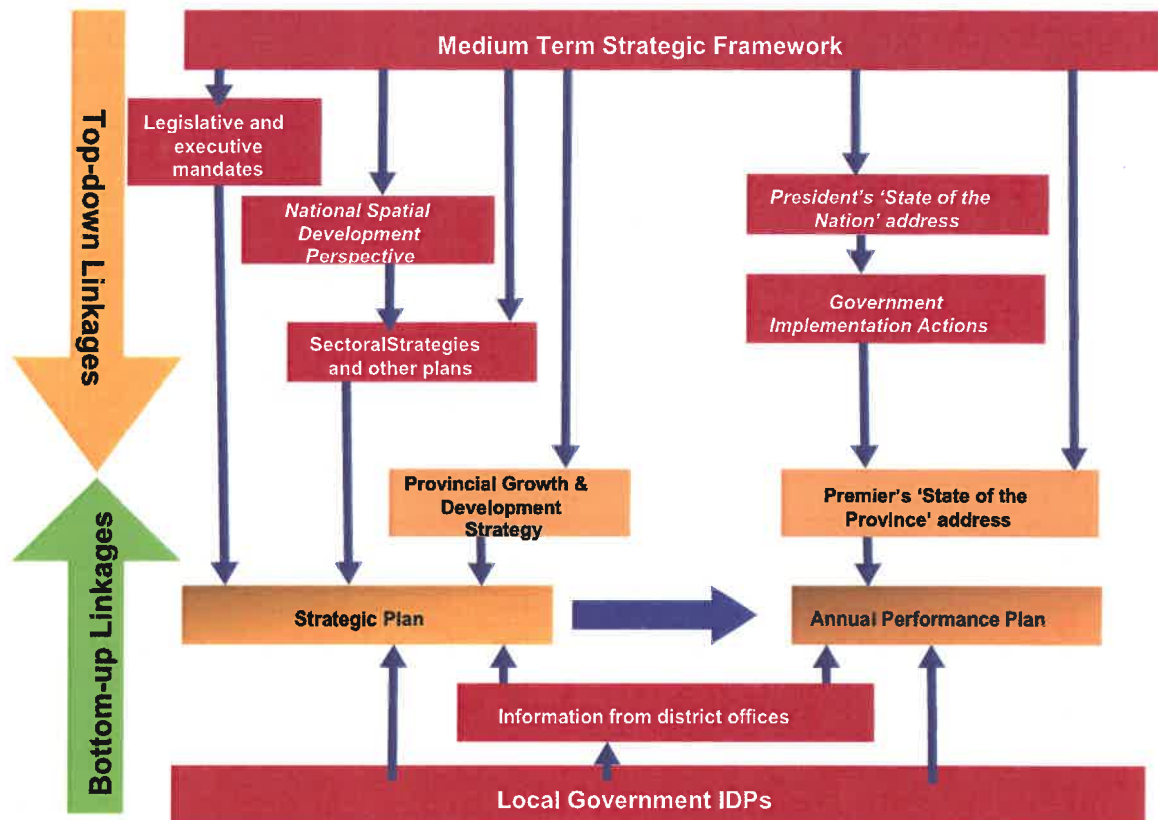 Medium Term Strategic Framework
Top-down Linkages
Legislative and
executive
mandates
National Spatial
Development
Perspective
President's 'State of the
Nation' address
Government
Implementation Actions
SectoralStrategies
and other plans
Provincial Growth &
Development
Strategy
Premier's 'State of the
Province' address
Bottom-up Linkages
Strategic Plan
Annual Performance Plan
Information from district offices
Local Government IDPs